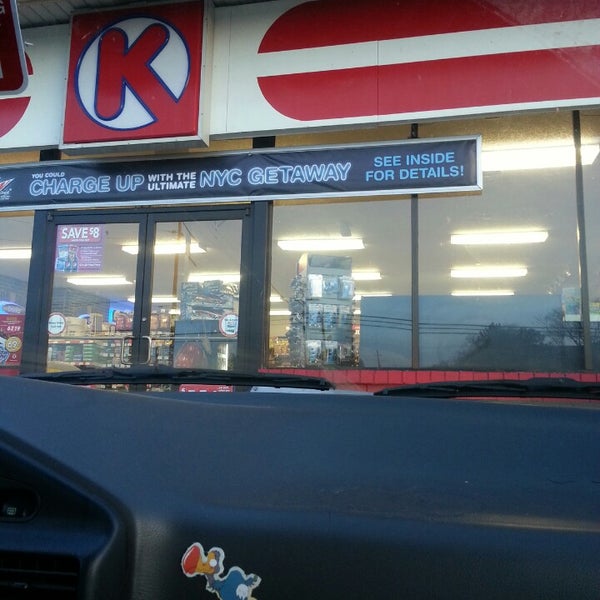 K
YOU COULD
CHARGE UP WITH THE ULTIMATE NYC GETAWAY
SEE INSIDE
FOR DETAILS!
SAVE $8